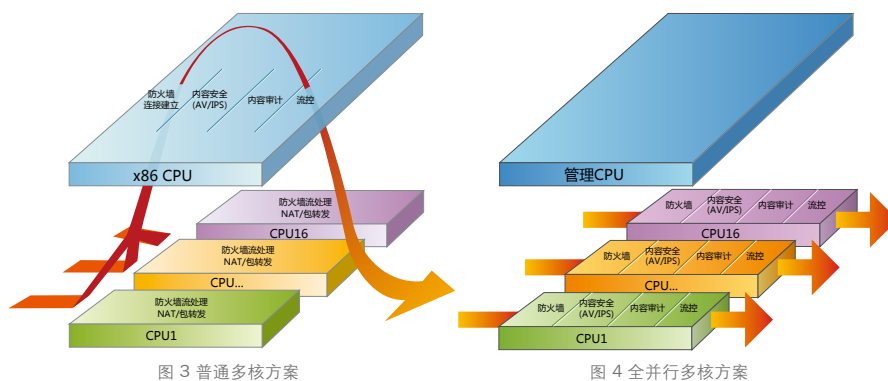 防火墙
连接建立
内容安全
(AV/IPS)
内容审计
流控
x86 CPU
防火墙流处理
NAT/包转发
CPU16
防火墙流处理
NAT/包转发
CPU...
防火墙流处理
NAT/包转发
CPU1
图 3 普通多核方案
管理CPU
防火墙
内容安全
(AV/IPS)
内容审计
流控
CPU16
防火墙
内容安全
(AV/IPS)
内容审计
流控
CPU...
防火墙
内容安全
(AV/IPS)
内容审计
流控
CPU1
图 4 全并行多核方案